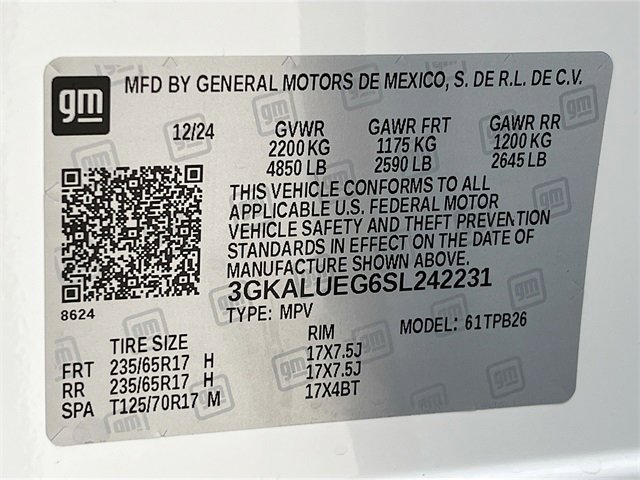 gm
MFD BY GENERAL MOTORS DE MEXICO, S. DE R.L. DE C.V.
12/24 GVWR GAWR FRT GAWR RR
2200 KG 1175 KG 1200 KG
4850 LB 2590 LB 2645 LB
THIS VEHICLE CONFORMS TO ALL
APPLICABLE U.S. FEDERAL MOTOR
VEHICLE SAFETY AND THEFT PREVENTION
STANDARDS IN EFFECT ON THE DATE OF
MANUFACTURE SHOWN ABOVE.
3GKALUEG6SL242231
8624
TYPE: MPV MODEL: 61TPB26
TIRE SIZE RIM
FRT 235/65R17 H 17X7.5J
RR 235/65R17 H 17X7.5J
SPA T125/70R17 M 17X4BT